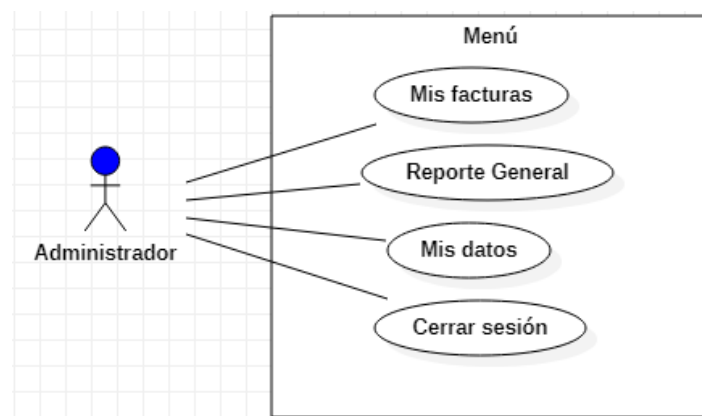 Menú
Mis facturas
Reporte General
Mis datos
Administrador
Cerrar sesión